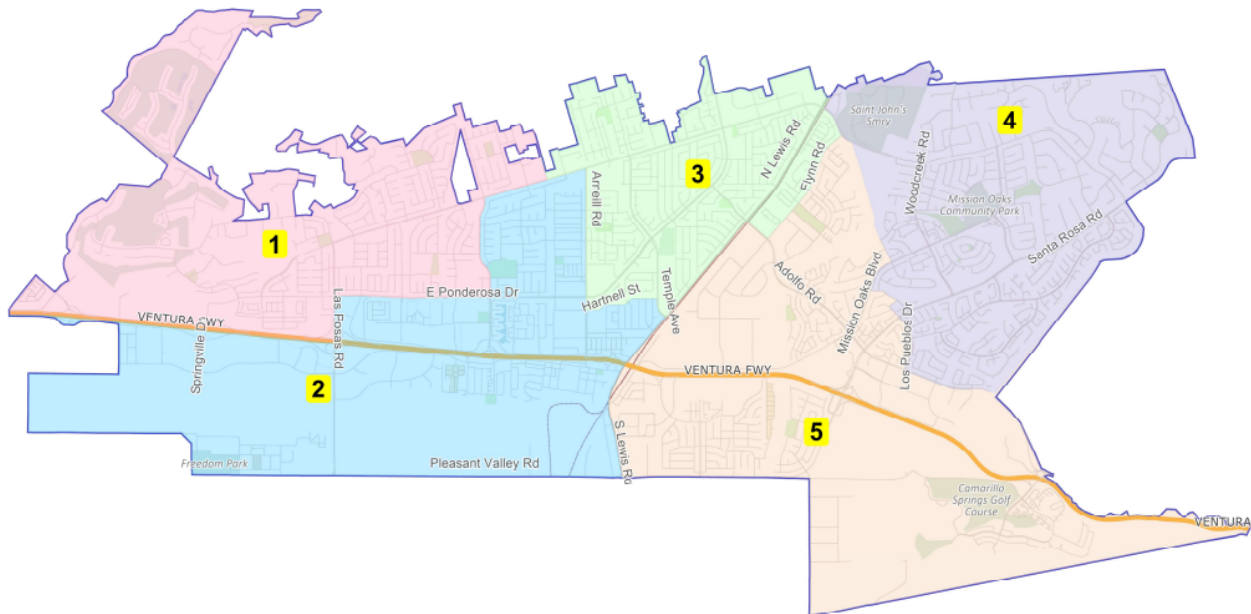 Saint John's
Smry
4
N Lewis Rd
3
Flynn Rd
Woodcreek Rd
Arneill Rd
Mission Oaks
Community Park
Santa Rosa Rd
1
Temple Ave
Adolfo Rd
E Ponderosa Dr
Hartnell St
Mission Oaks Blvd
Las Posas Rd
VENTURA FWY
Springville D
Los Pueblos Dr
VENTURA FWY
2
5
S Lewis Rd
Freedom Park
Pleasant Valley Rd
Camarillo
Springs Golf
Course
VENTURA